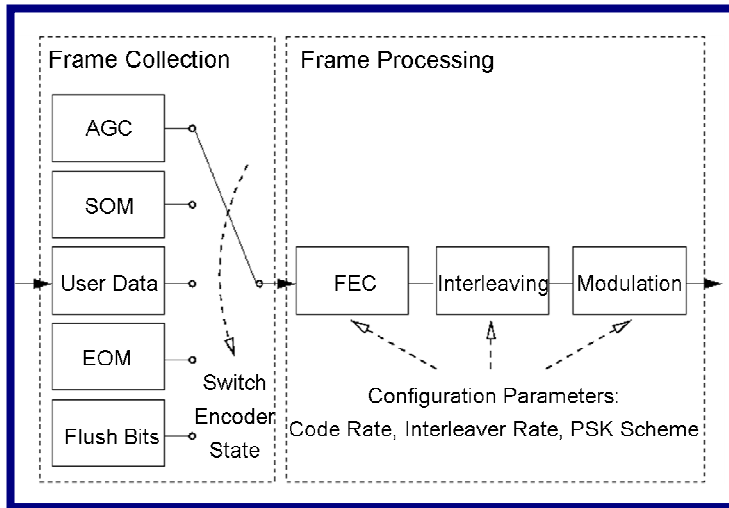 Frame Collection
AGC
SOM
User Data
EOM
Flush Bits
Switch
Encoder
State
Frame Processing
FEC
Interleaving
Modulation
Configuration Parameters:
Code Rate, Interleaver Rate, PSK Scheme